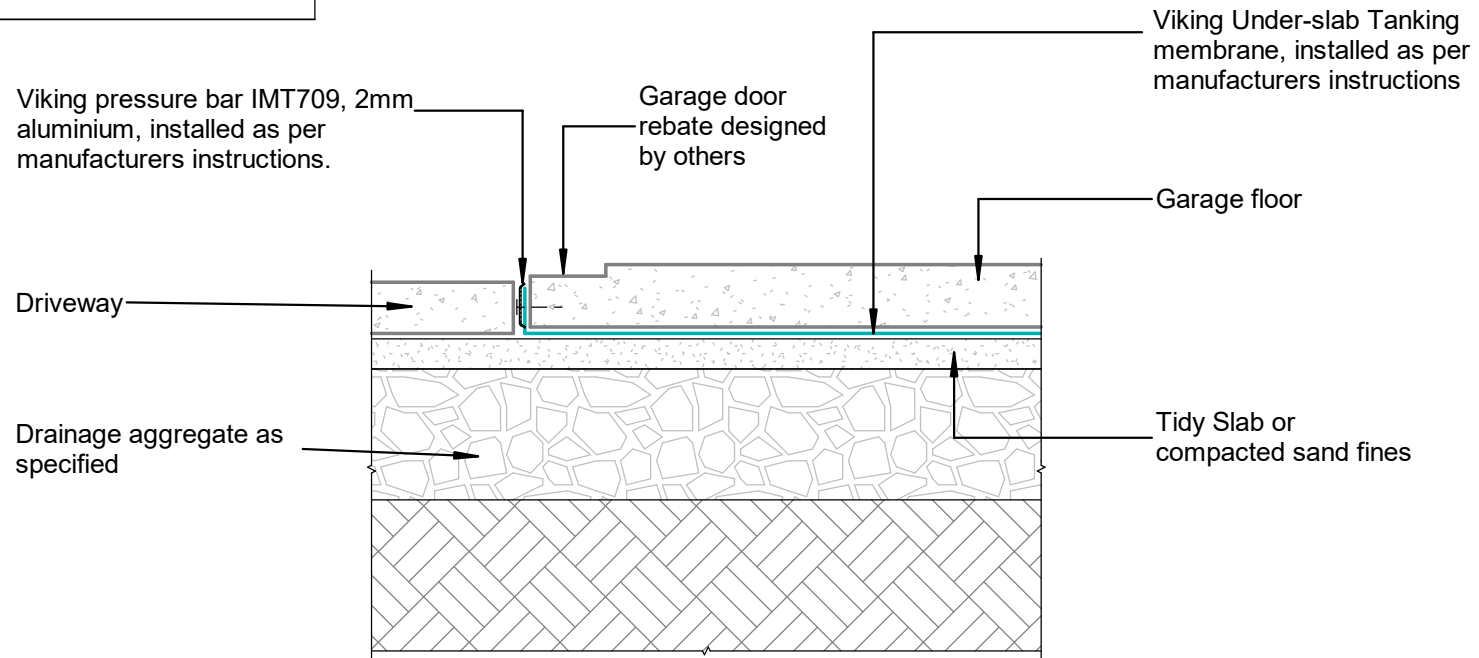 Viking Under-slab Tanking
membrane, installed as per
manufacturers instructions
Viking pressure bar IMT709, 2mm
aluminium, installed as per
manufacturers instructions.
Garage door
rebate designed
by others
Garage floor
Driveway
Drainage aggregate as
specified
Tidy Slab or
compacted sand fines